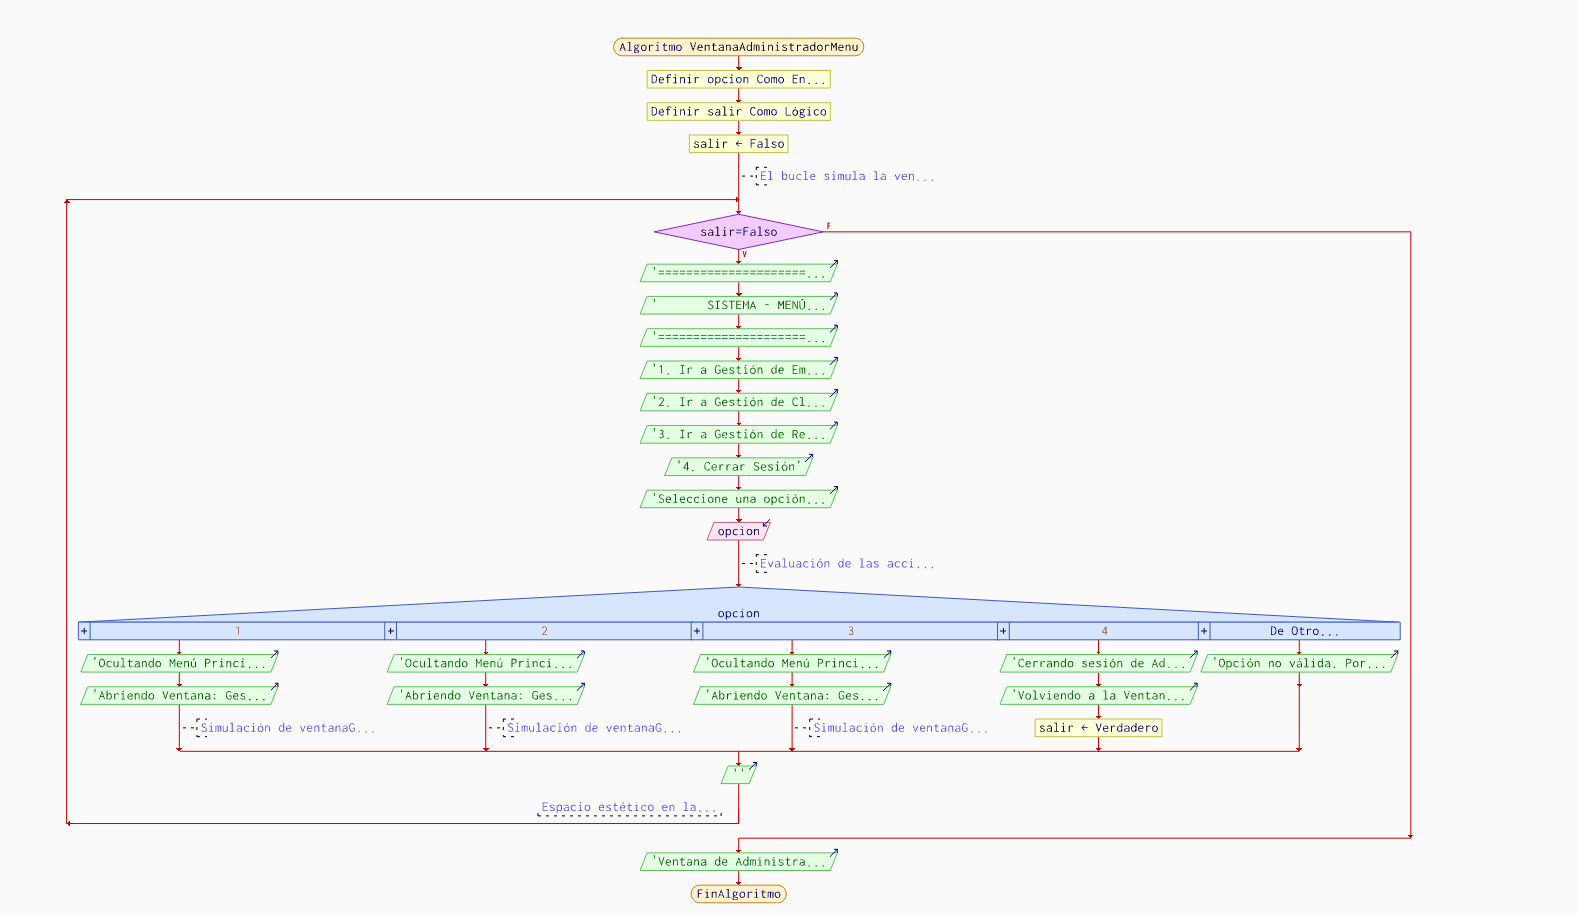 Algoritmo VentanaAdministradorMenu
Definir opcion Como En...
Definir salir Como Lógico
salir ← Falso
El bucle simula la ven...
salir=Falso
F
V
'=====================...
'       SISTEMA - MENÚ...
'=====================...
'1. Ir a Gestión de Em...
'2. Ir a Gestión de Cl...
'3. Ir a Gestión de Re...
'4. Cerrar Sesión'
'Seleccione una opción...
opcion
Evaluación de las acci...
opcion
+ 1 + 2 + 3 + 4 + De Otro...
'Ocultando Menú Princi... 'Ocultando Menú Princi... 'Ocultando Menú Princi... 'Cerrando sesión de Ad... 'Opción no válida. Por...
'Abriendo Ventana: Ges... 'Abriendo Ventana: Ges... 'Abriendo Ventana: Ges... 'Volviendo a la Ventan...
Simulación de ventanaG... Simulación de ventanaG... Simulación de ventanaG... salir ← Verdadero
''
Espacio estético en la...
'Ventana de Administra...
FinAlgoritmo